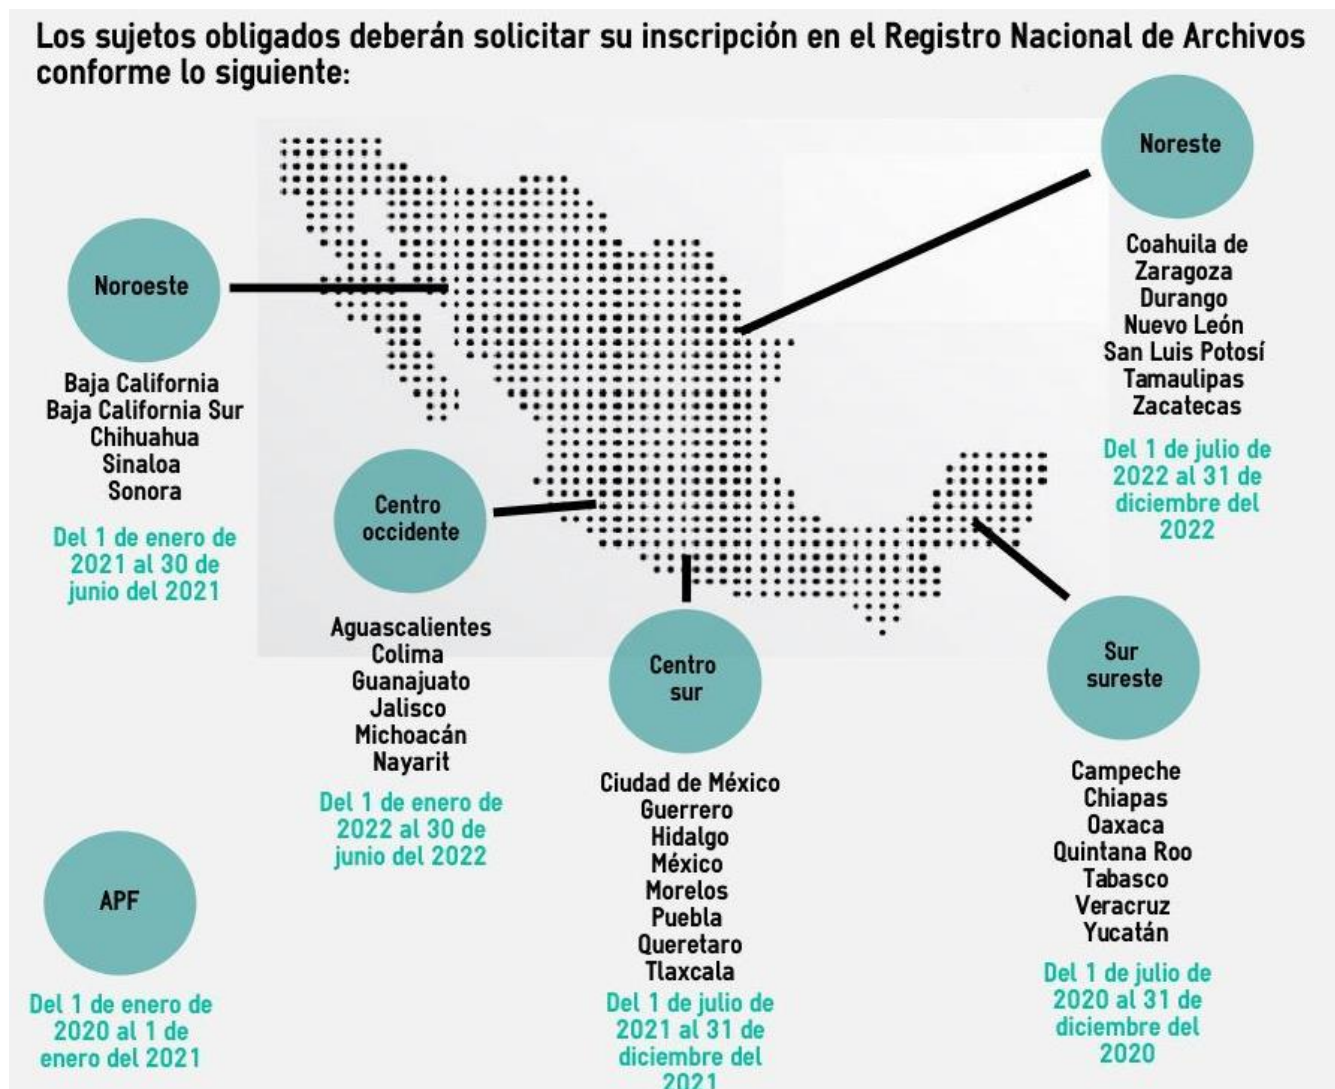 Los sujetos obligados deberán solicitar su inscripción en el Registro Nacional de Archivos
conforme lo siguiente:
Noreste
Coahuila de
Zaragoza
Durango
Nuevo León
San Luis Potosí
Tamaulipas
Zacatecas
Del 1 de julio de
2022 al 31 de
diciembre del
2022
Noroeste
Baja California
Baja California Sur
Chihuahua
Sinaloa
Sonora
Del 1 de enero de
2021 al 30 de
junio del 2021
Centro
occidente
Aguascalientes
Colima
Guanajuato
Jalisco
Michoacán
Nayarit
Del 1 de enero de
2022 al 30 de
junio del 2022
Centro
sur
Ciudad de México
Guerrero
Hidalgo
México
Morelos
Puebla
Queretaro
Tlaxcala
Del 1 de julio de
2021 al 31 de
diciembre del
2021
Sur
sureste
Campeche
Chiapas
Oaxaca
Quintana Roo
Tabasco
Veracruz
Yucatán
Del 1 de julio de
2020 al 31 de
diciembre del
2020
APF
Del 1 de enero de
2020 al 1 de
enero del 2021